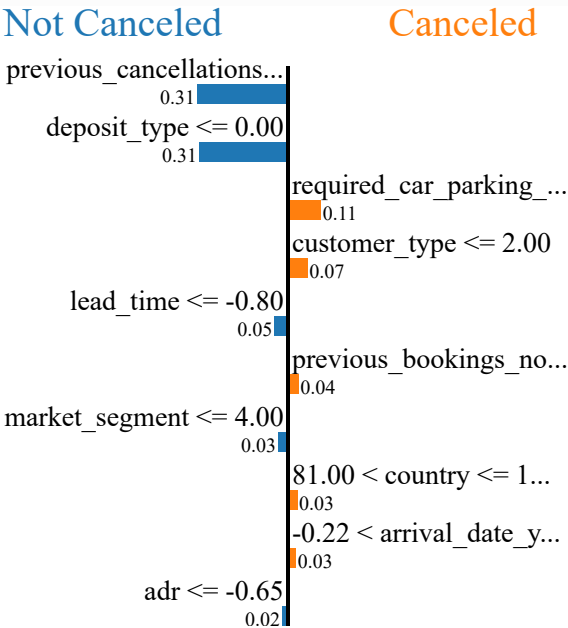 Not Canceled Canceled
previous_cancellations...
0.31
deposit_type <= 0.00
0.31
required_car_parking_...
0.11
customer_type <= 2.00
0.07
lead_time <= -0.80
0.05
previous_bookings_no...
0.04
market_segment <= 4.00
0.03
81.00 < country <= 1...
0.03
-0.22 < arrival_date_y...
0.03
adr <= -0.65
0.02